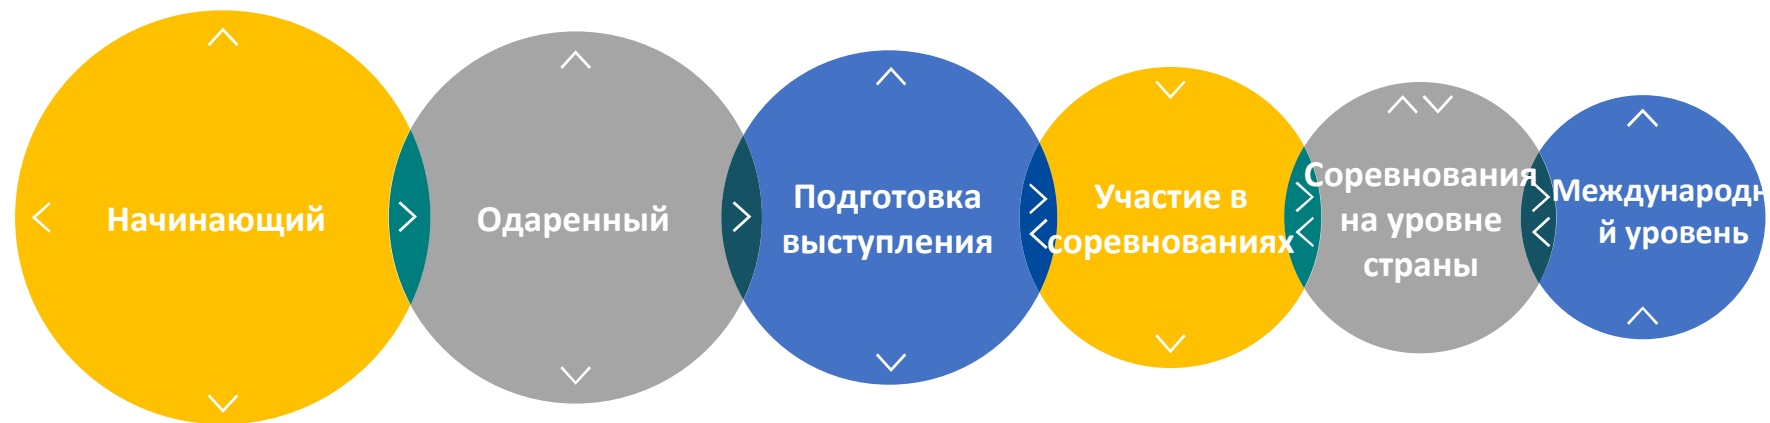 Начинающий
Одаренный
Подготовка
выступления
Участие в
соревнованиях
Соревнования
на уровне
страны
Международн
й уровень